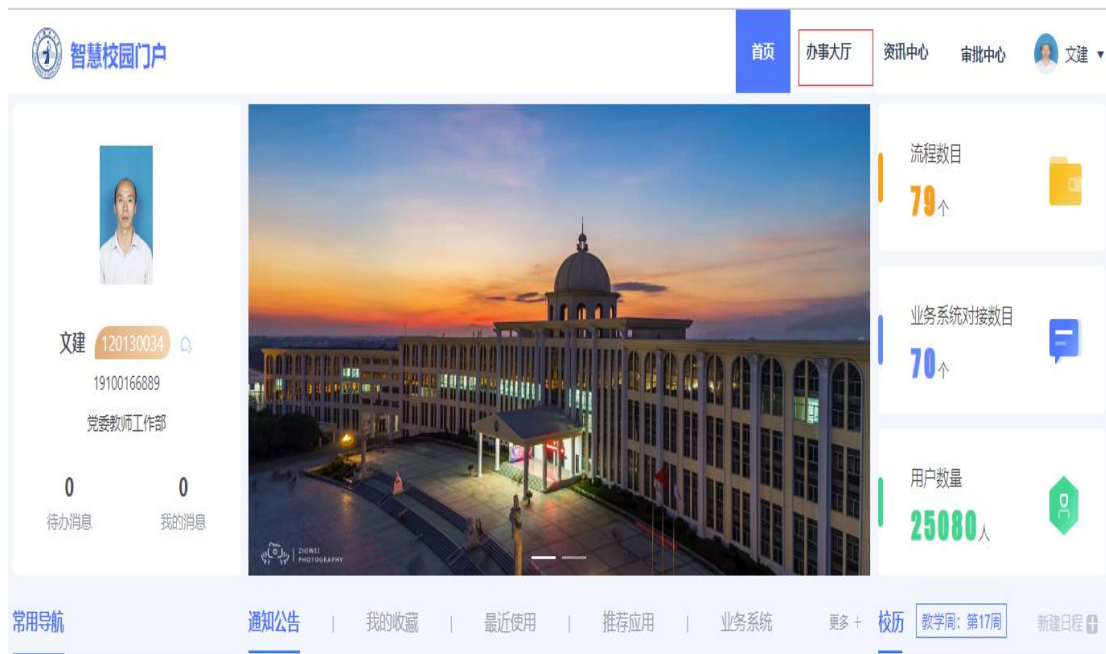 智慧校园门户
首页
办事大厅
资讯中心
审批中心
文建
文建 120130034
19100166889
党委教师工作部
0 0
待办消息 我的消息
ZHIWEI
PHOTOGRAPHY
流程数目
79个
业务系统对接数目
70个
用户数量
25080人
常用导航
通知公告 | 我的收藏 | 最近使用 | 推荐应用 | 业务系统 更多 +
校历 教学周：第17周 新建日程